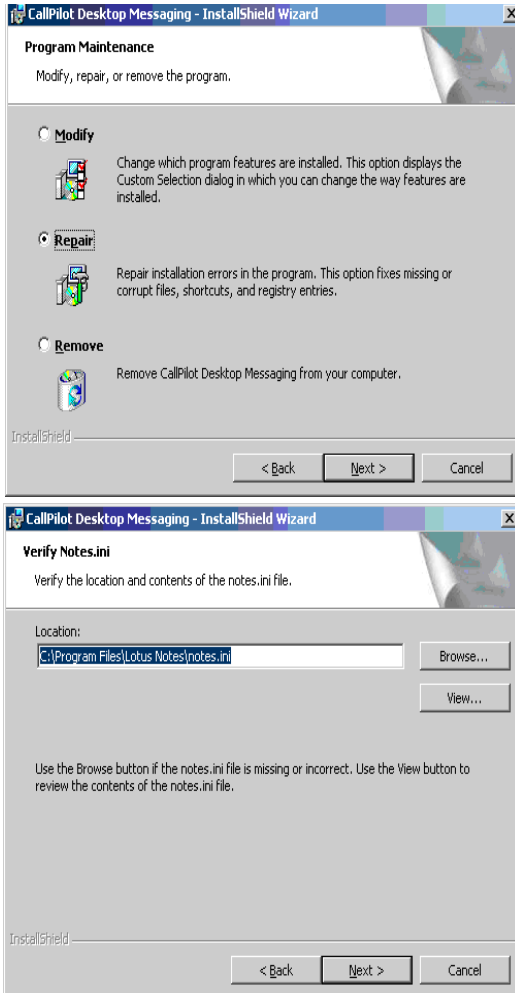 CallPilot Desktop Messaging - InstallShield Wizard
Program Maintenance
Modify, repair, or remove the program.
Modify
Change which program features are installed. This option displays the
Custom Selection dialog in which you can change the way features are
installed.
Repair
Repair installation errors in the program. This option fixes missing or
corrupt files, shortcuts, and registry entries.
Remove
Remove CallPilot Desktop Messaging from your computer.
InstallShield
< Back Next > Cancel
CallPilot Desktop Messaging - InstallShield Wizard
Verify Notes.ini
Verify the location and contents of the notes.ini file.
Location:
C:\Program Files\Lotus Notes\notes.ini Browse...
View...
Use the Browse button if the notes.ini file is missing or incorrect. Use the View button to
review the contents of the notes.ini file.
InstallShield
< Back Next > Cancel